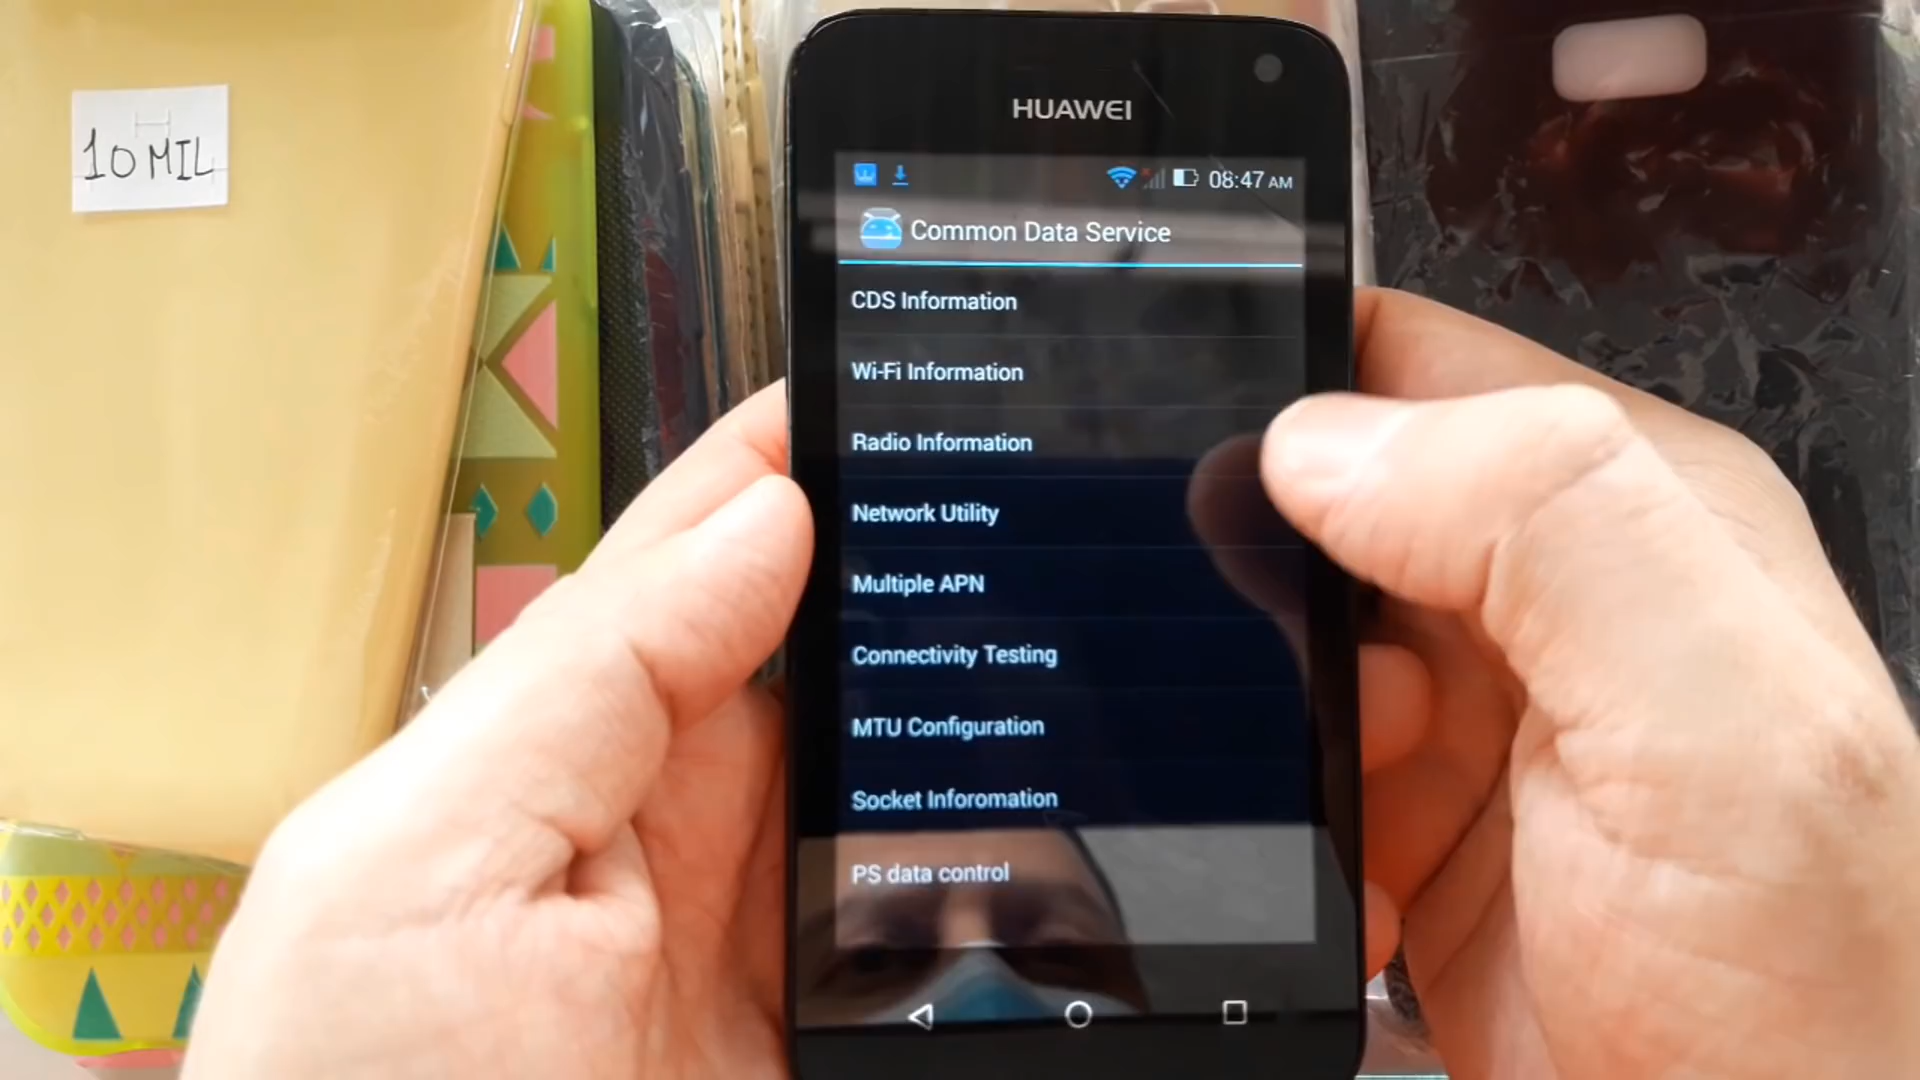 10 MIL
HUAWEI
08:47 AM
Common Data Service
CDS Information
Wi-Fi Information
Radio Information
Network Utility
Multiple APN
Connectivity Testing
MTU Configuration
Socket Inforomation
PS data control